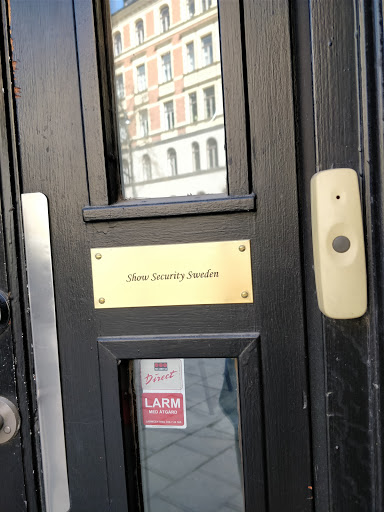 Show Security Sweden
Direct
LARM
MED ÅTGÄRD